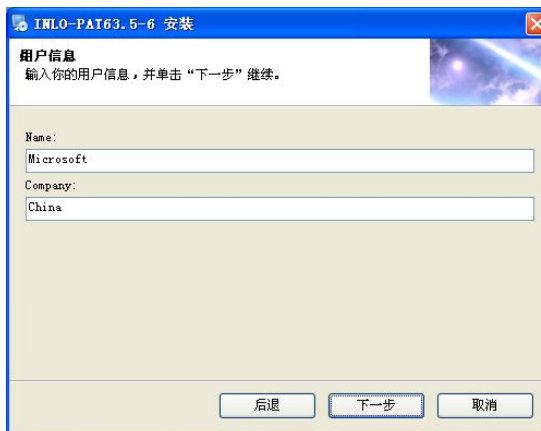 INLO-PAT63.5-6 安装
用户信息
输入你的用户信息，并单击“下一步”继续。
Name:
Microsoft
Company:
China
后退
下一步
取消